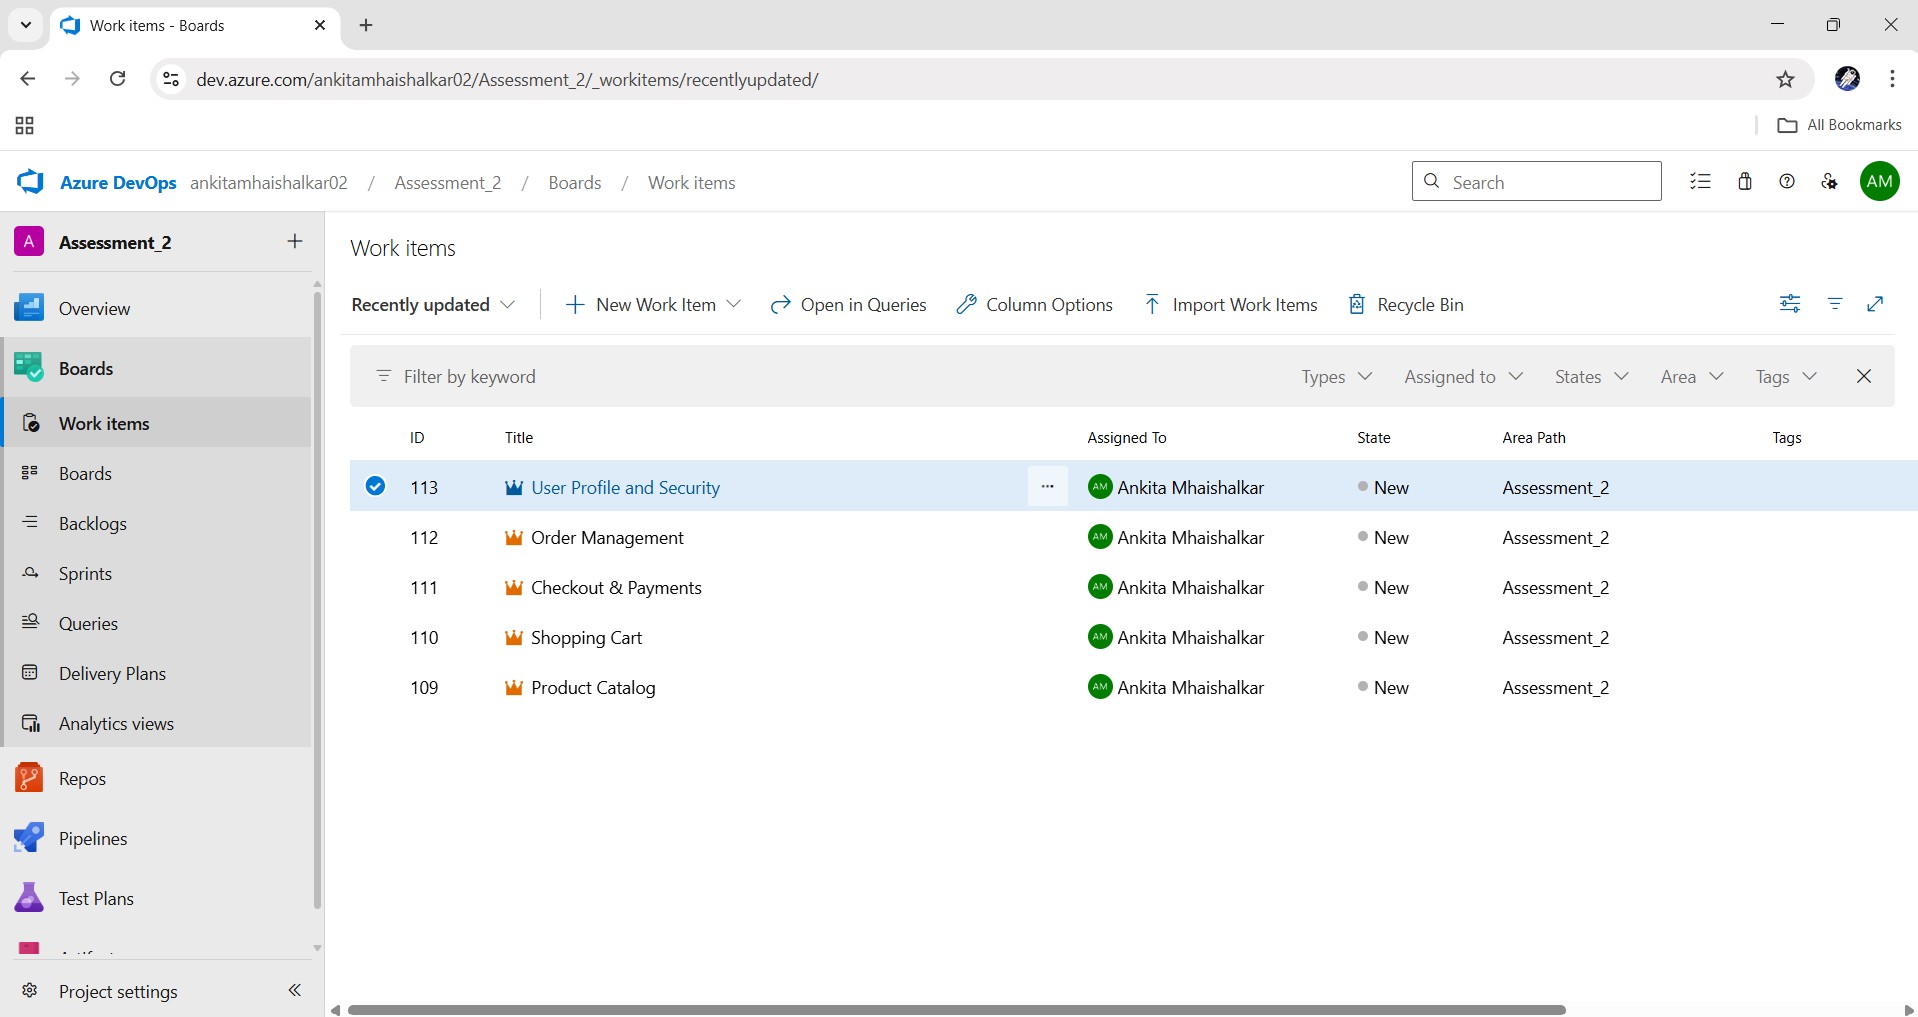 Work items - Boards
dev.azure.com/ankitamhaishalkar02/Assessment_2/_workitems/recentlyupdated/
All Bookmarks
Azure DevOps ankitamhaishalkar02 / Assessment_2 / Boards / Work items
Search
AM
A Assessment_2
Overview
Boards
Work items
Boards
Backlogs
Sprints
Queries
Delivery Plans
Analytics views
Repos
Pipelines
Test Plans
Project settings
Work items
Recently updated New Work Item Open in Queries Column Options Import Work Items Recycle Bin
Filter by keyword Types Assigned to States Area Tags
ID Title Assigned To State Area Path Tags
113 User Profile and Security AM Ankita Mhaishalkar New Assessment_2
112 Order Management AM Ankita Mhaishalkar New Assessment_2
111 Checkout & Payments AM Ankita Mhaishalkar New Assessment_2
110 Shopping Cart AM Ankita Mhaishalkar New Assessment_2
109 Product Catalog AM Ankita Mhaishalkar New Assessment_2